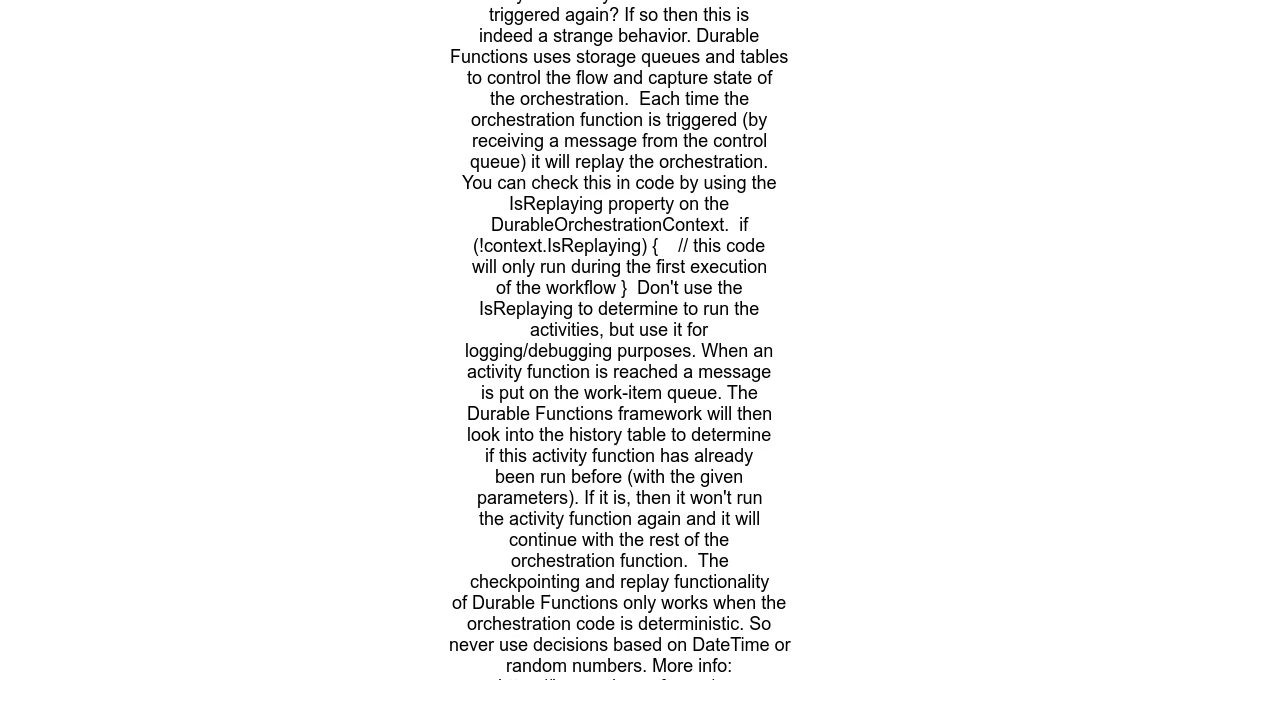 triggered again? If so then this is
indeed a strange behavior. Durable
Functions uses storage queues and tables
to control the flow and capture state of
the orchestration.  Each time the
orchestration function is triggered (by
receiving a message from the control
queue) it will replay the orchestration.
You can check this in code by using the
IsReplaying property on the
DurableOrchestrationContext.  if
(!context.IsReplaying) {    // this code
will only run during the first execution
of the workflow }  Don't use the
IsReplaying to determine to run the
activities, but use it for
logging/debugging purposes. When an
activity function is reached a message
is put on the work-item queue. The
Durable Functions framework will then
look into the history table to determine
if this activity function has already
been run before (with the given
parameters). If it is, then it won't run
the activity function again and it will
continue with the rest of the
orchestration function.  The
checkpointing and replay functionality
of Durable Functions only works when the
orchestration code is deterministic. So
never use decisions based on DateTime or
random numbers. More info: